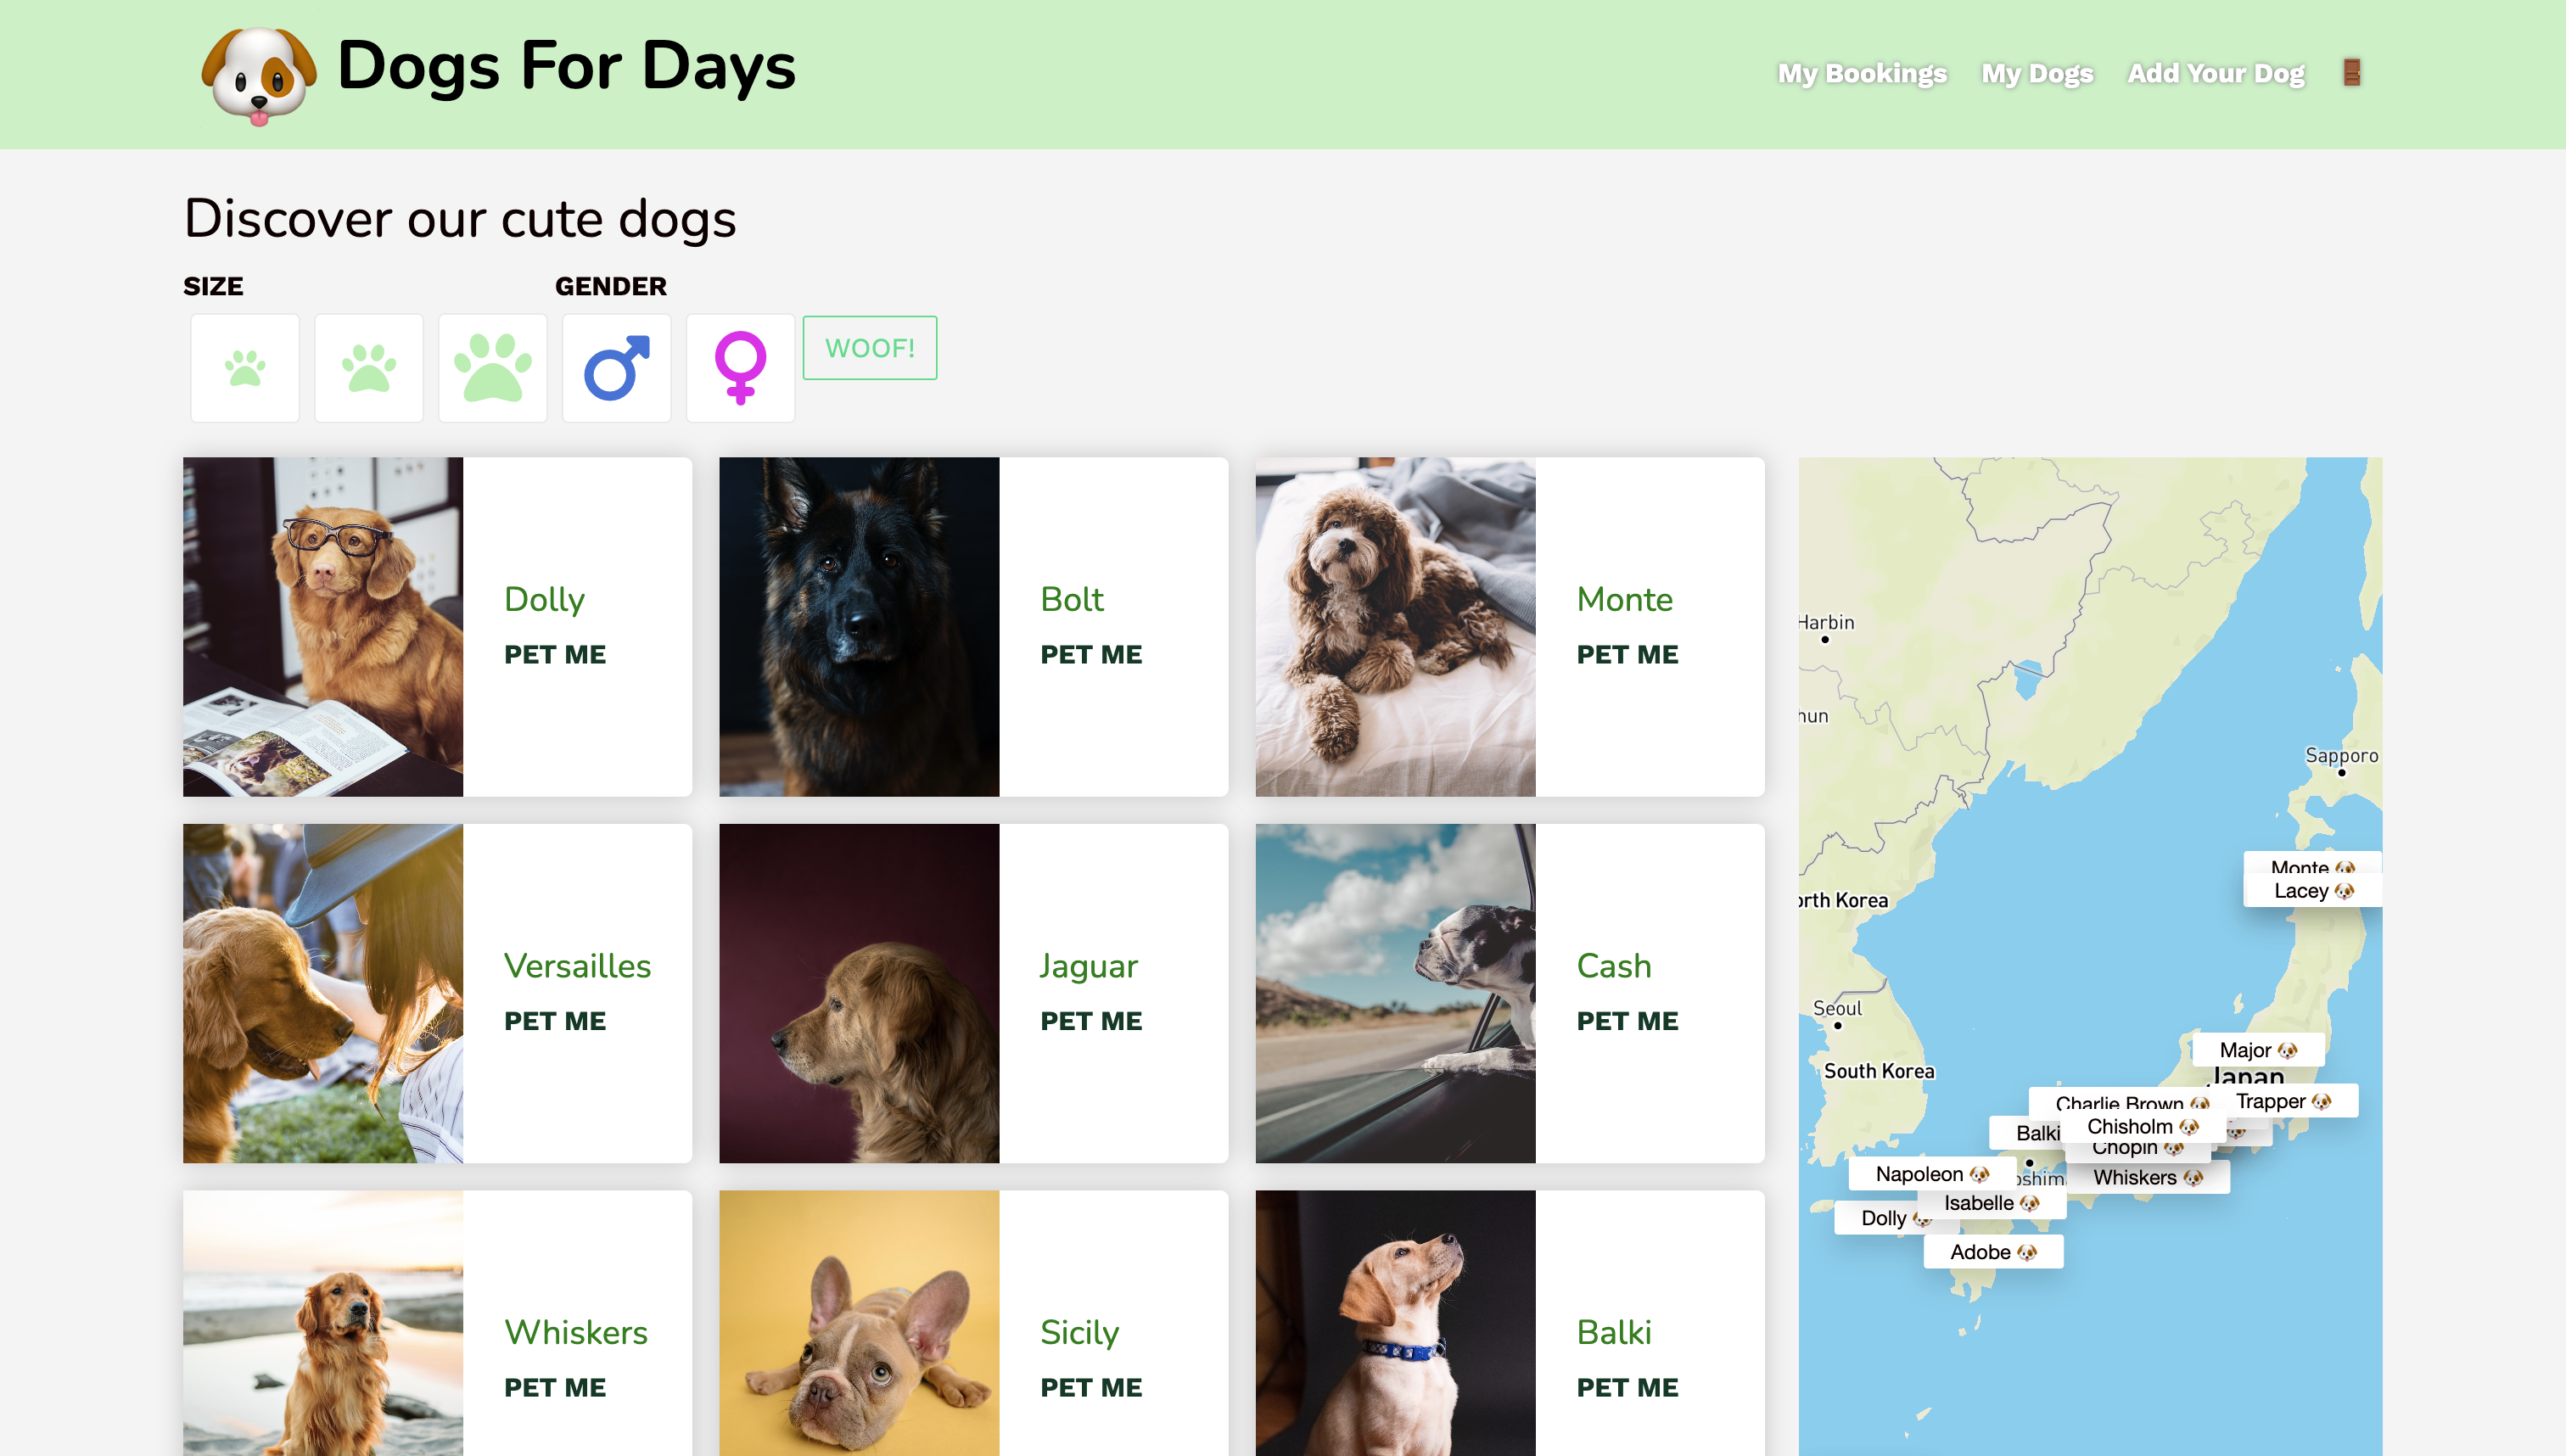 Dogs For Days
My Bookings My Dogs Add Your Dog
Discover our cute dogs
SIZE GENDER
WOOF!
Dolly
PET ME
Bolt
PET ME
Monte
PET ME
Versailles
PET ME
Jaguar
PET ME
Cash
PET ME
Whiskers
PET ME
Sicily
PET ME
Balki
PET ME
Harbin
hun
Sapporo
Monte
Lacey
orth Korea
Seoul
South Korea
Major
Japan
Trapper
Charlie Brown
Chisholm
Balki
Chopin
Napoleon
oshim
Whiskers
Isabelle
Dolly
Adobe